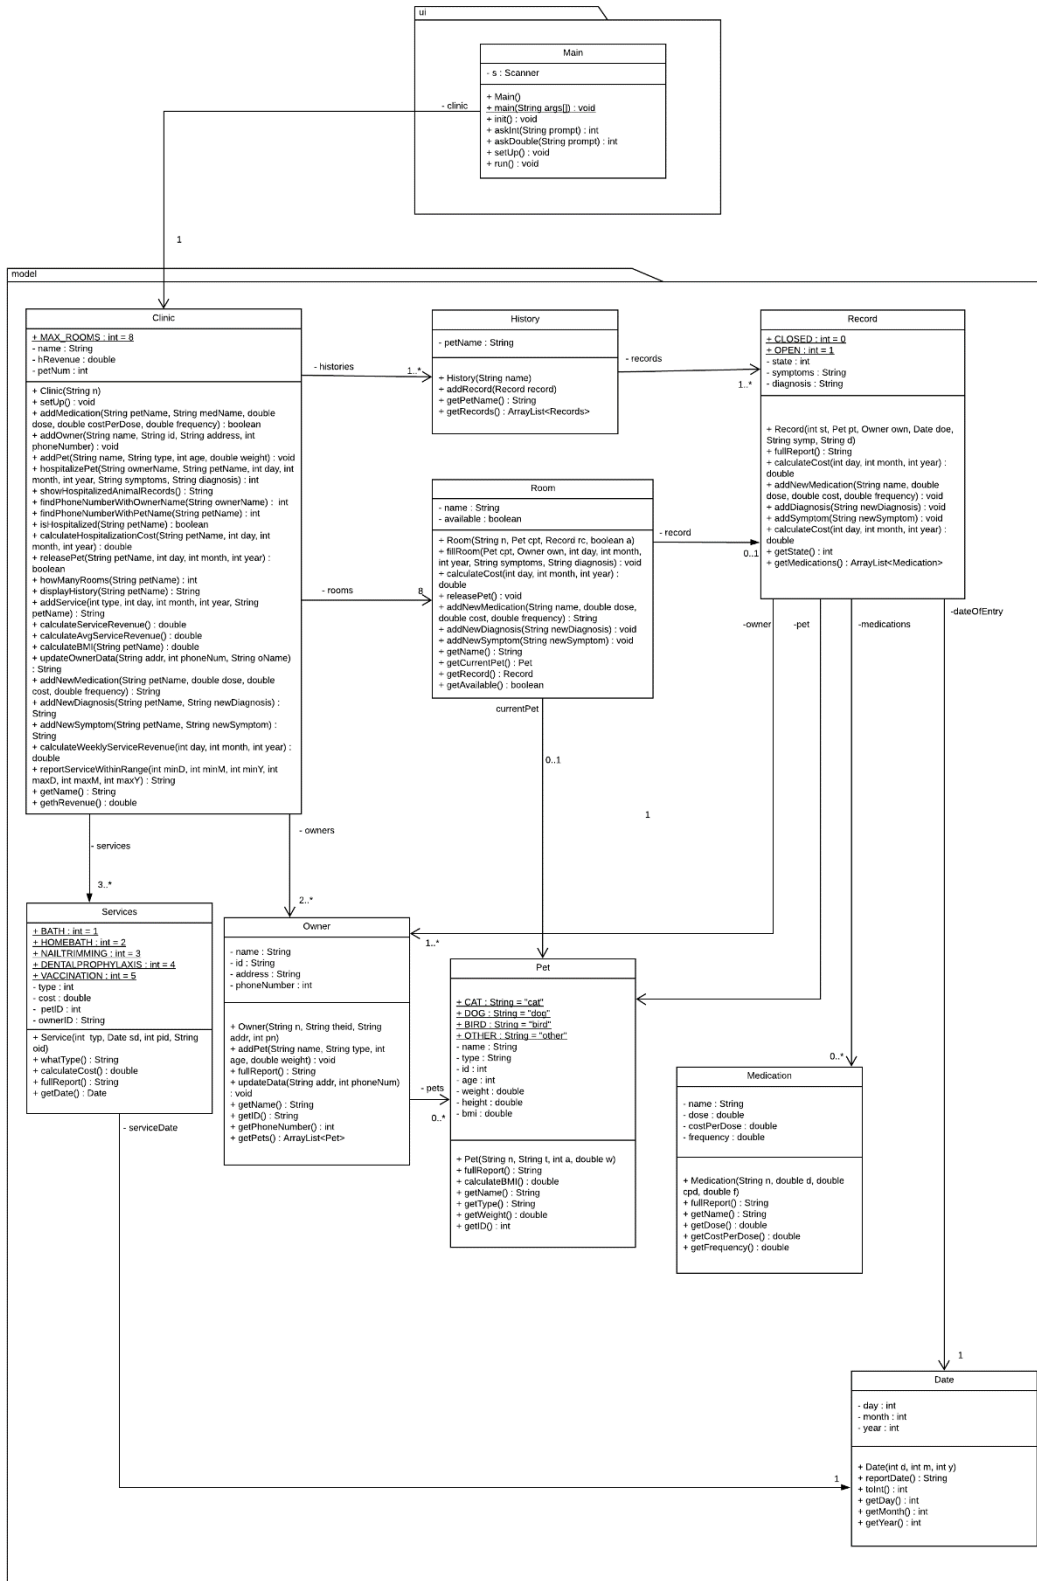 ui
Main
- s : Scanner
+ Main()
+ main(String args[]) : void
+ init() : void
+ askInt(String prompt) : int
+ askDouble(String prompt) : int
+ setUp() : void
+ run() : void
- clinic
1
model
Clinic
+ MAX_ROOMS : int = 8
- name : String
- hRevenue : double
- petNum : int
+ Clinic(String n)
+ setUp() : void
+ addMedication(String petName, String medName, double
dose, double costPerDose, double frequency) : boolean
+ addOwner(String name, String id, String address, int
phoneNumber) : void
+ addPet(String name, String type, int age, double weight) : void
+ hospitalizePet(String ownerName, String petName, int day, int
month, int year, String symptoms, String diagnosis) : int
+ showHospitalizedAnimalRecords() : String
+ findPhoneNumberWithOwnerName(String ownerName) : int
+ findPhoneNumberWithPetName(String petName) : int
+ isHospitalized(String petName) : boolean
+ calculateHospitalizationCost(String petName, int day, int
month, int year) : double
+ releasePet(String petName, int day, int month, int year) :
boolean
+ howManyRooms(String petName) : int
+ displayHistory(String petName) : String
+ addService(int type, int day, int month, int year, String
petName) : String
+ calculateServiceRevenue() : double
+ calculateAvgServiceRevenue() : double
+ calculateBMI(String petName) : double
+ updateOwnerData(String addr, int phoneNum, String oName)
: String
+ addNewMedication(String petName, double dose, double
cost, double frequency) : String
+ addNewDiagnosis(String petName, String newDiagnosis) :
String
+ addNewSymptom(String petName, String newSymptom) :
String
+ calculateWeeklyServiceRevenue(int day, int month, int year) :
double
+ reportServiceWithinRange(int minD, int minM, int minY, int
maxD, int maxM, int maxY) : String
+ getName() : String
+ gethRevenue() : double
- histories
1..*
History
- petName : String
+ History(String name)
+ addRecord(Record record)
+ getPetName() : String
+ getRecords() : ArrayList<Records>
- records
1..*
Record
+ CLOSED : int = 0
+ OPEN : int = 1
- state : int
- symptoms : String
- diagnosis : String
+ Record(int st, Pet pt, Owner own, Date doe,
String symp, String d)
+ fullReport() : String
+ calculateCost(int day, int month, int year) :
double
+ addNewMedication(String name, double
dose, double cost, double frequency) : void
+ addDiagnosis(String newDiagnosis) : void
+ addSymptom(String newSymptom) : void
+ calculateCost(int day, int month, int year) :
double
+ getState() : int
+ getMedications() : ArrayList<Medication>
- rooms
8
Room
- name : String
- available : boolean
+ Room(String n, Pet cpt, Record rc, boolean a)
+ fillRoom(Pet cpt, Owner own, int day, int month,
int year, String symptoms, String diagnosis) : void
+ calculateCost(int day, int month, int year) :
double
+ releasePet() : void
+ addNewMedication(String name, double dose,
double cost, double frequency) : String
+ addNewDiagnosis(String newDiagnosis) : void
+ addNewSymptom(String newSymptom) : void
+ getName() : String
+ getCurrentPet() : Pet
+ getRecord() : Record
+ getAvailable() : boolean
- record
0..1
currentPet
0..1
-owner
-pet
-medications
-dateOfEntry
1
- services
3..*
- owners
2..*
Services
+ BATH : int = 1
+ HOMEBATH : int = 2
+ NAILTRIMMING : int = 3
+ DENTALPROPHYLAXIS : int = 4
+ VACCINATION : int = 5
- type : int
- cost : double
- petID : int
- ownerID : String
+ Service(int typ, Date sd, int pid, String
oid)
+ whatType() : String
+ calculateCost() : double
+ fullReport() : String
+ getDate() : Date
- serviceDate
Owner
- name : String
- id : String
- address : String
- phoneNumber : int
+ Owner(String n, String theid, String
addr, int pn)
+ addPet(String name, String type, int
age, double weight) : void
+ fullReport() : String
+ updateData(String addr, int phoneNum)
: void
+ getName() : String
+ getID() : String
+ getPhoneNumber() : int
+ getPets() : ArrayList<Pet>
1..*
- pets
0..*
Pet
+ CAT : String = "cat"
+ DOG : String = "dog"
+ BIRD : String = "bird"
+ OTHER : String = "other"
- name : String
- type : String
- id : int
- age : int
- weight : double
- height : double
- bmi : double
+ Pet(String n, String t, int a, double w)
+ fullReport() : String
+ calculateBMI() : double
+ getName() : String
+ getType() : String
+ getWeight() : double
+ getID() : int
0..*
Medication
- name : String
- dose : double
- costPerDose : double
- frequency : double
+ Medication(String n, double d, double
cpd, double f)
+ fullReport() : String
+ getName() : String
+ getDose() : double
+ getCostPerDose() : double
+ getFrequency() : double
1
Date
- day : int
- month : int
- year : int
+ Date(int d, int m, int y)
+ reportDate() : String
+ toInt() : int
+ getDay() : int
+ getMonth() : int
+ getYear() : int
1